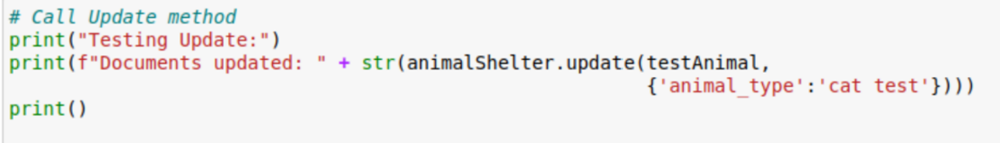 # Call Update method
print("Testing Update:")
print(f"Documents updated: " + str(animalShelter.update(testAnimal,
{'animal_type':'cat test'})))
print()